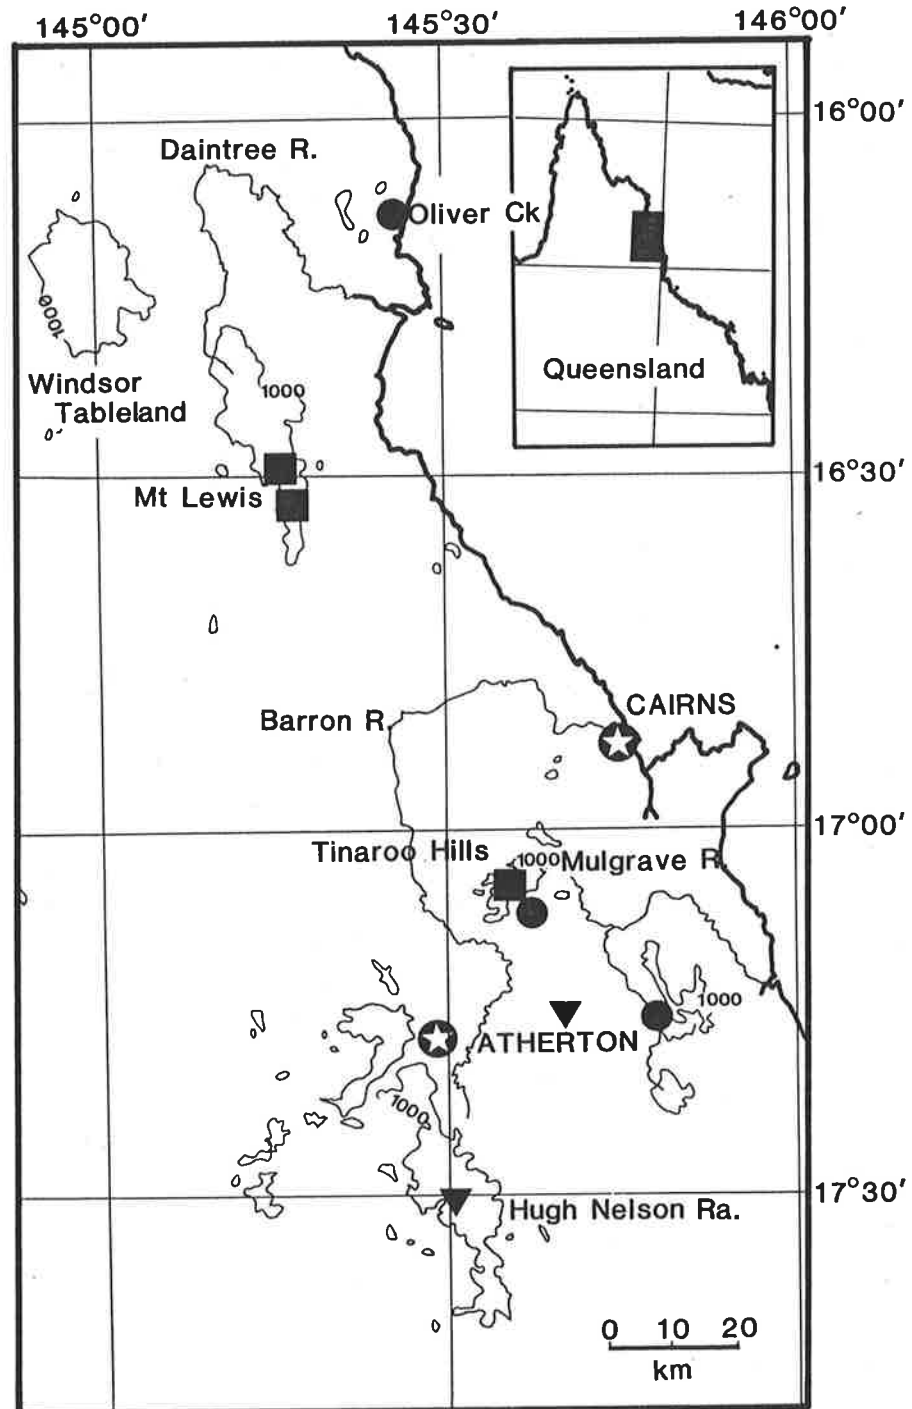 145°00′ 145°30′ 146°00′
16°00′
Daintree R.
Oliver Ck
1000
Queensland
Windsor
Tableland
1000
16°30′
Mt Lewis
CAIRNS
Barron R.
17°00′
Tinaroo Hills
1000 Mulgrave R.
1000
ATHERTON
1000
17°30′
Hugh Nelson Ra.
0 10 20
km